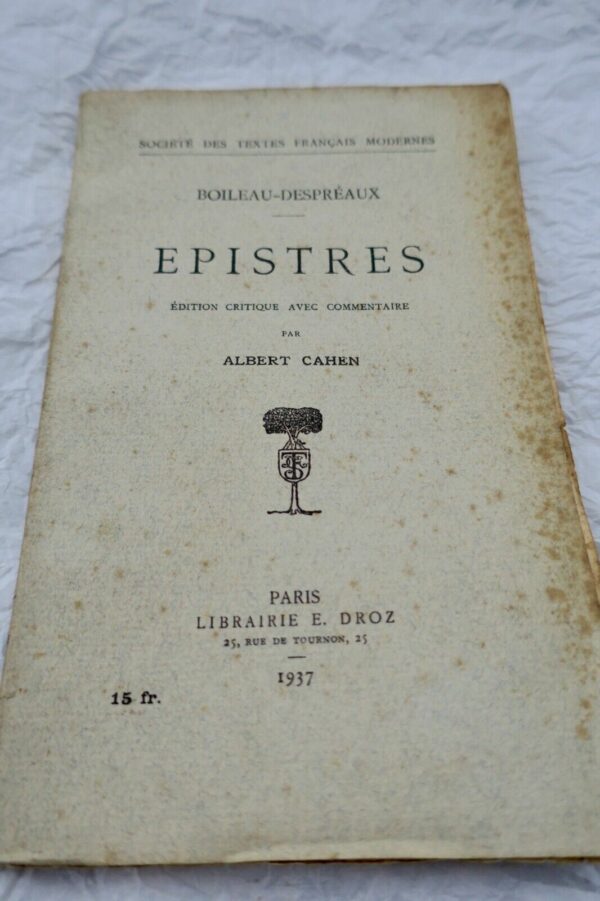 SOCIÉTÉ DES TEXTES FRANÇAIS MODERNES
BOILEAU-DESPRÉAUX
EPISTRES
ÉDITION CRITIQUE AVEC COMMENTAIRE
PAR
ALBERT CAHEN
PARIS
LIBRAIRIE E. DROZ
25, RUE DE TOURNON, 25
1937
15 fr.